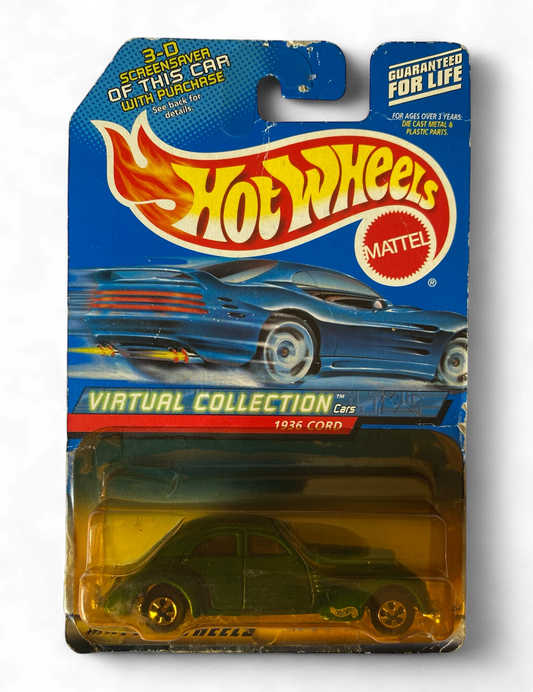 3-D
SCREENSAVER
OF THIS CAR
WITH PURCHASE
See back for
details.
GUARANTEED
FOR LIFE
FOR AGES OVER 3 YEARS:
DIE CAST METAL &
PLASTIC PARTS.
HOT WHEELS
MATTEL
®
VIRTUAL COLLECTION™
Cars
1936 CORD